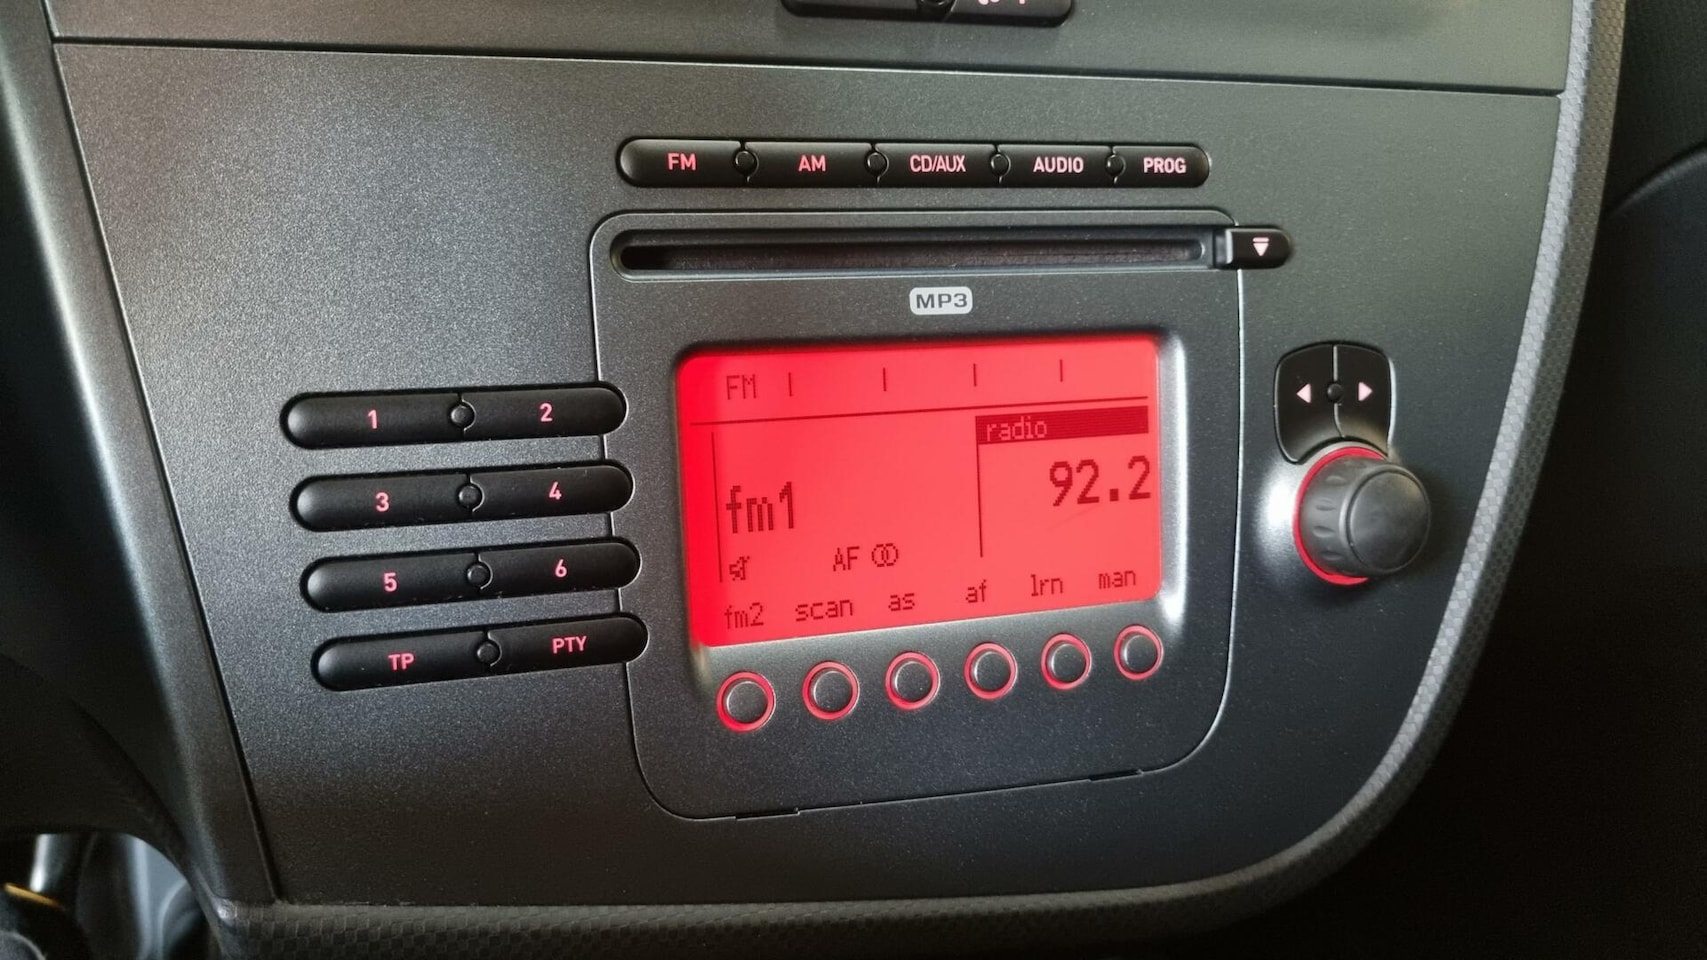 FM AM CD/AUX AUDIO PROG
MP3
1 2
3 4
5 6
TP PTY
FM
radio
fm1 92.2
AF
fm2 scan as af lrn man